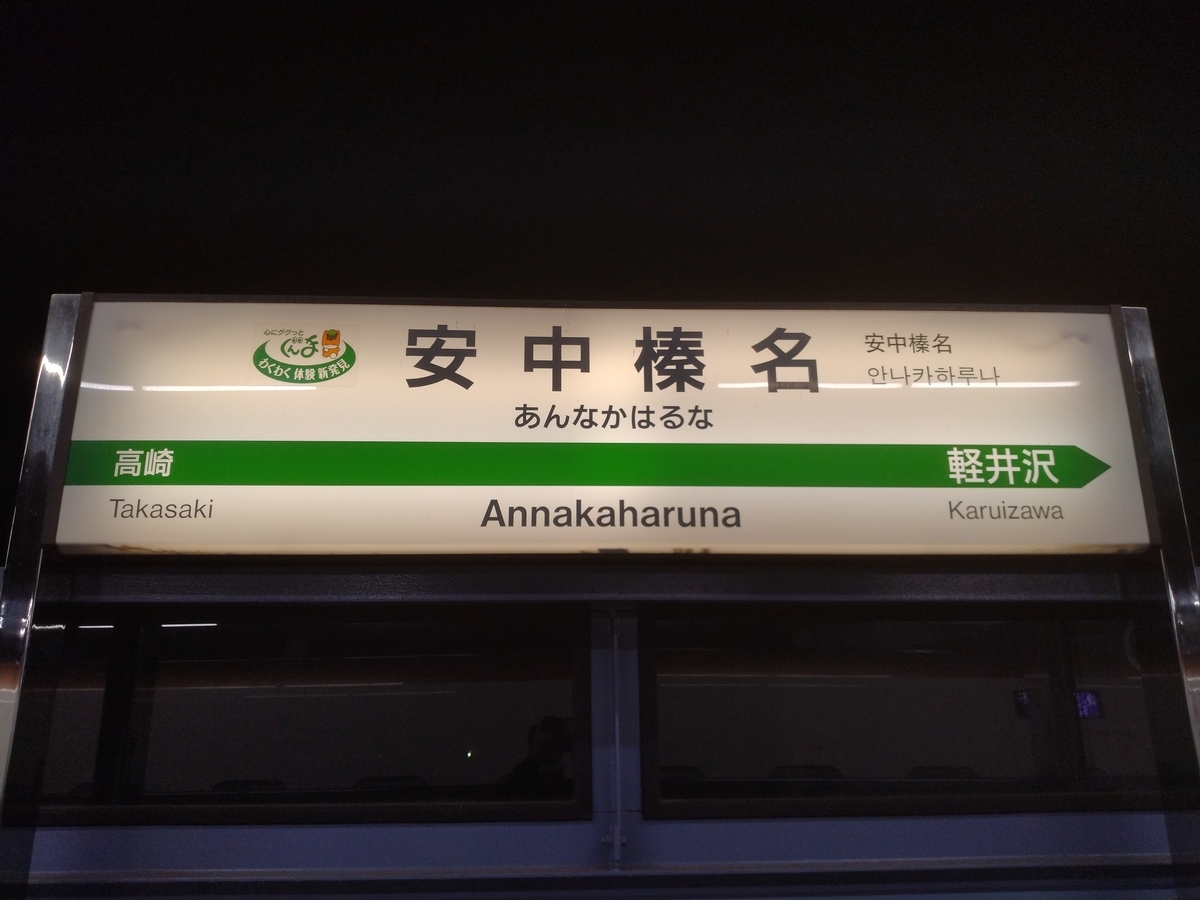 心にググっと
ぐんま
わくわく 体験 新発見
安中榛名
安中榛名
안나카하루나
あんなかはるな
高崎
軽井沢
Takasaki
Annakaharuna
Karuizawa